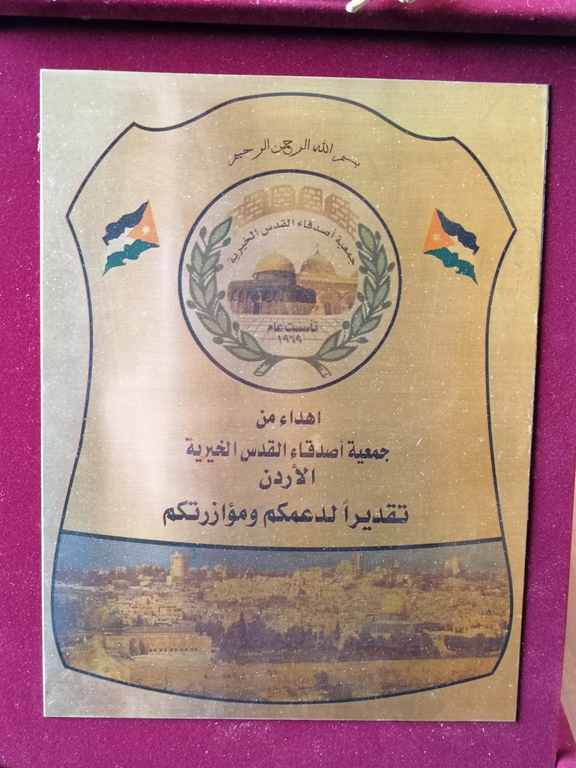 بسم الله الرحمن الرحيم
جمعية أصدقاء القدس الخيرية
تأسست عام
١٩٦٩
اهداء من
جمعية أصدقاء القدس الخيرية
الأردن
تقديراً لدعمكم ومؤازرتكم